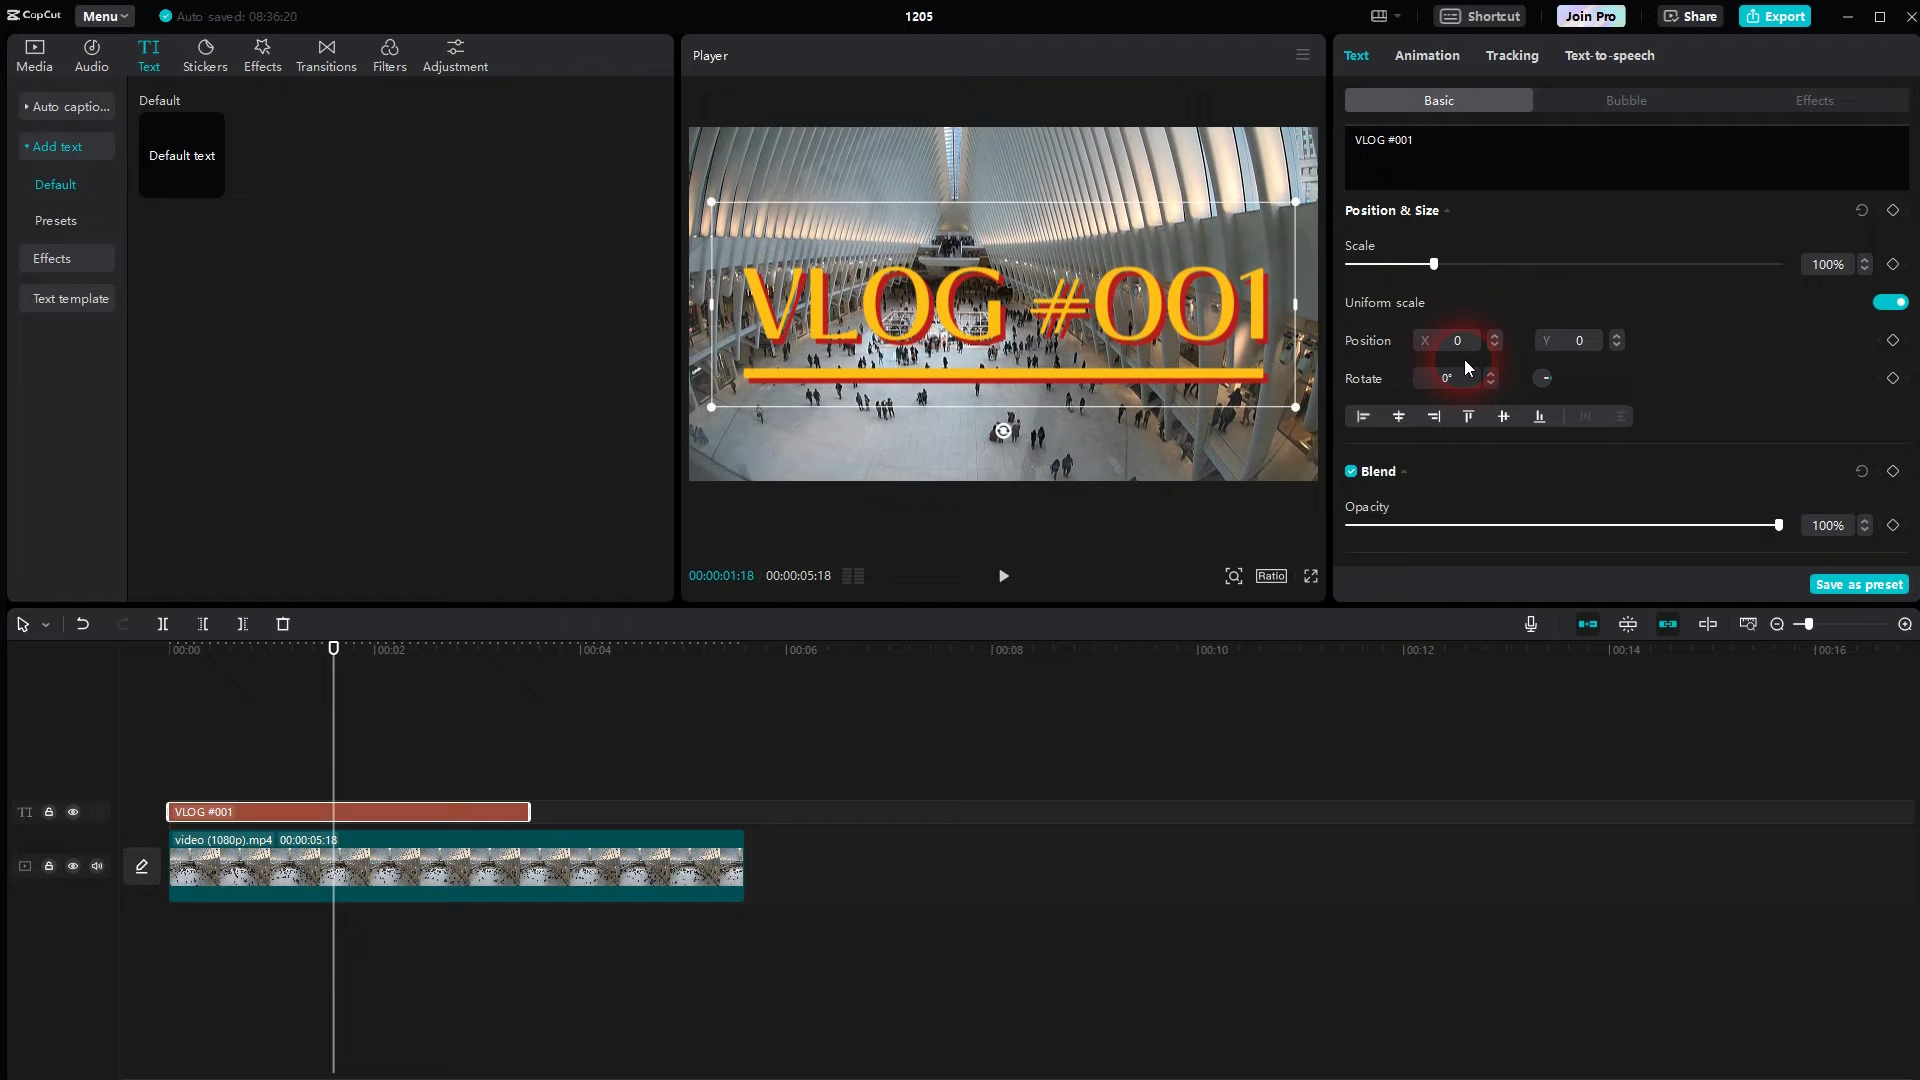 CapCut
Menu
Auto saved: 08:36:20
1205
Shortcut
Join Pro
Share
Export
Media
Audio
TI
Text
Stickers
Effects
Transitions
Filters
Adjustment
Auto captio...
Add text
Default
Presets
Effects
Text template
Default
Default text
Player
VLOG #001
00:00:01:18
00:00:05:18
Ratio
Text
Animation
Tracking
Text-to-speech
Basic
Bubble
Effects
VLOG #001
Position & Size
Scale
100%
Uniform scale
Position
X 0
Y 0
Rotate
0°
Blend
Opacity
100%
Save as preset
00:00
00:02
00:04
00:06
00:08
00:10
00:12
00:14
00:16
TI
VLOG #001
video (1080p).mp4 00:00:05:18